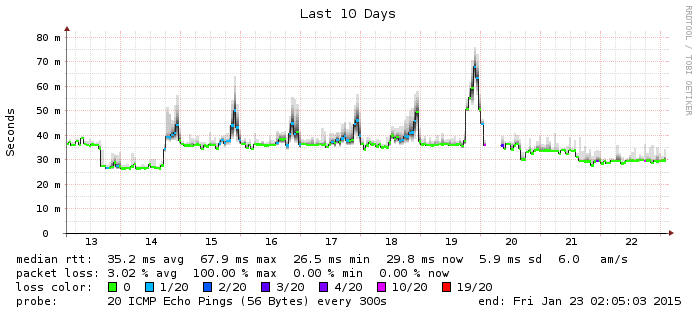 Last 10 Days
RRDTOOL / TOBI OETIKER
Seconds
80 m
70 m
60 m
50 m
40 m
30 m
20 m
10 m
0
13 14 15 16 17 18 19 20 21 22
median rtt: 35.2 ms avg 67.9 ms max 26.5 ms min 29.8 ms now 5.9 ms sd 6.0 am/s
packet loss: 3.02 % avg 100.00 % max 0.00 % min 0.00 % now
loss color: 0 1/20 2/20 3/20 4/20 10/20 19/20
probe: 20 ICMP Echo Pings (56 Bytes) every 300s end: Fri Jan 23 02:05:03 2015